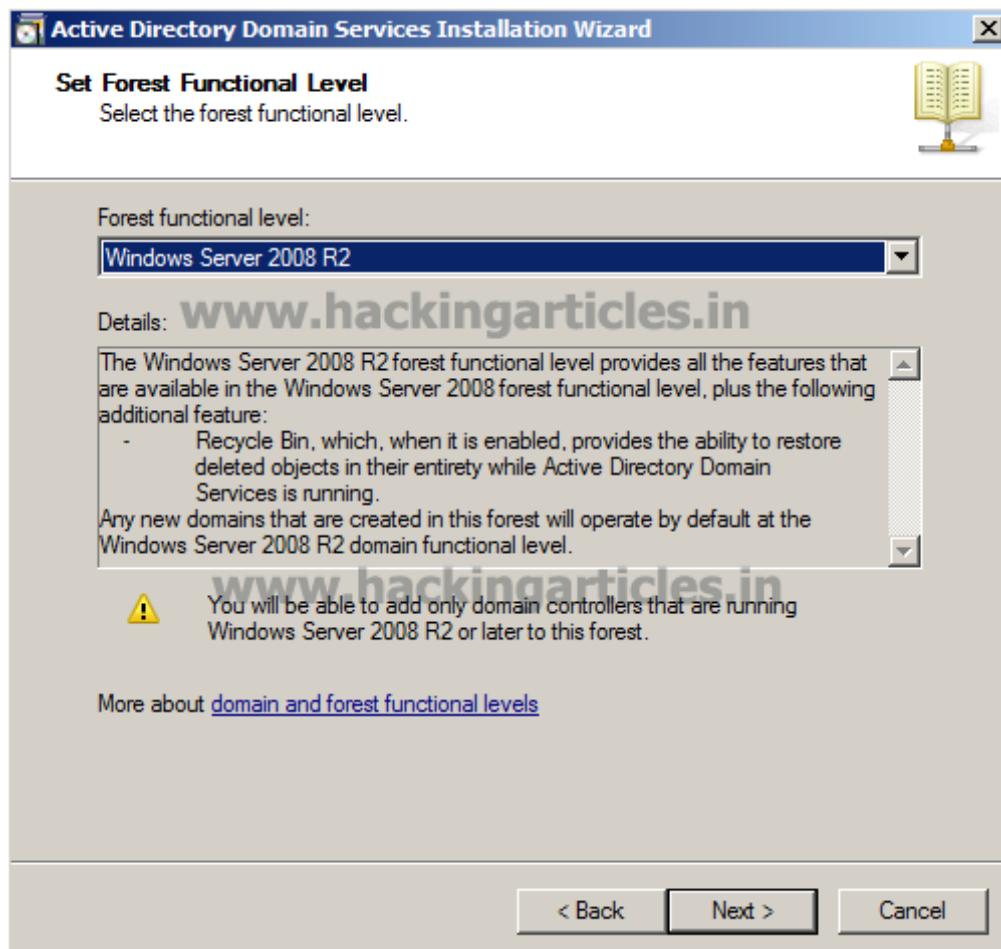 Active Directory Domain Services Installation Wizard
Set Forest Functional Level
Select the forest functional level.
Forest functional level:
Windows Server 2008 R2
www.hackingarticles.in
Details:
The Windows Server 2008 R2 forest functional level provides all the features that
are available in the Windows Server 2008 forest functional level, plus the following
additional feature:
- Recycle Bin, which, when it is enabled, provides the ability to restore
deleted objects in their entirety while Active Directory Domain
Services is running.
Any new domains that are created in this forest will operate by default at the
Windows Server 2008 R2 domain functional level.
www.hackingarticles.in
You will be able to add only domain controllers that are running
Windows Server 2008 R2 or later to this forest.
More about domain and forest functional levels
< Back Next > Cancel